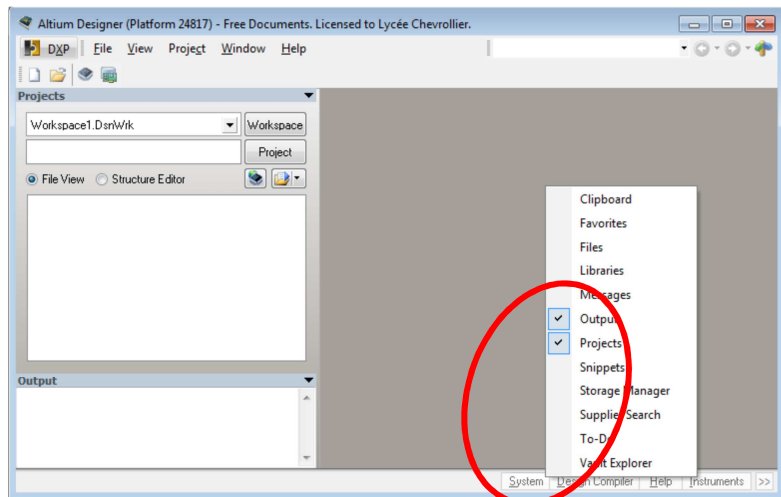 Altium Designer (Platform 24817) - Free Documents. Licensed to Lycée Chevrollier.
DXP File View Project Window Help
Projects
Workspace1.DsnWrk Workspace
Project
File View Structure Editor
Clipboard
Favorites
Files
Libraries
Messages
Output
Projects
Snippets
Storage Manager
Supplier Search
To-Do
Vault Explorer
Output
System Design Compiler Help Instruments >>